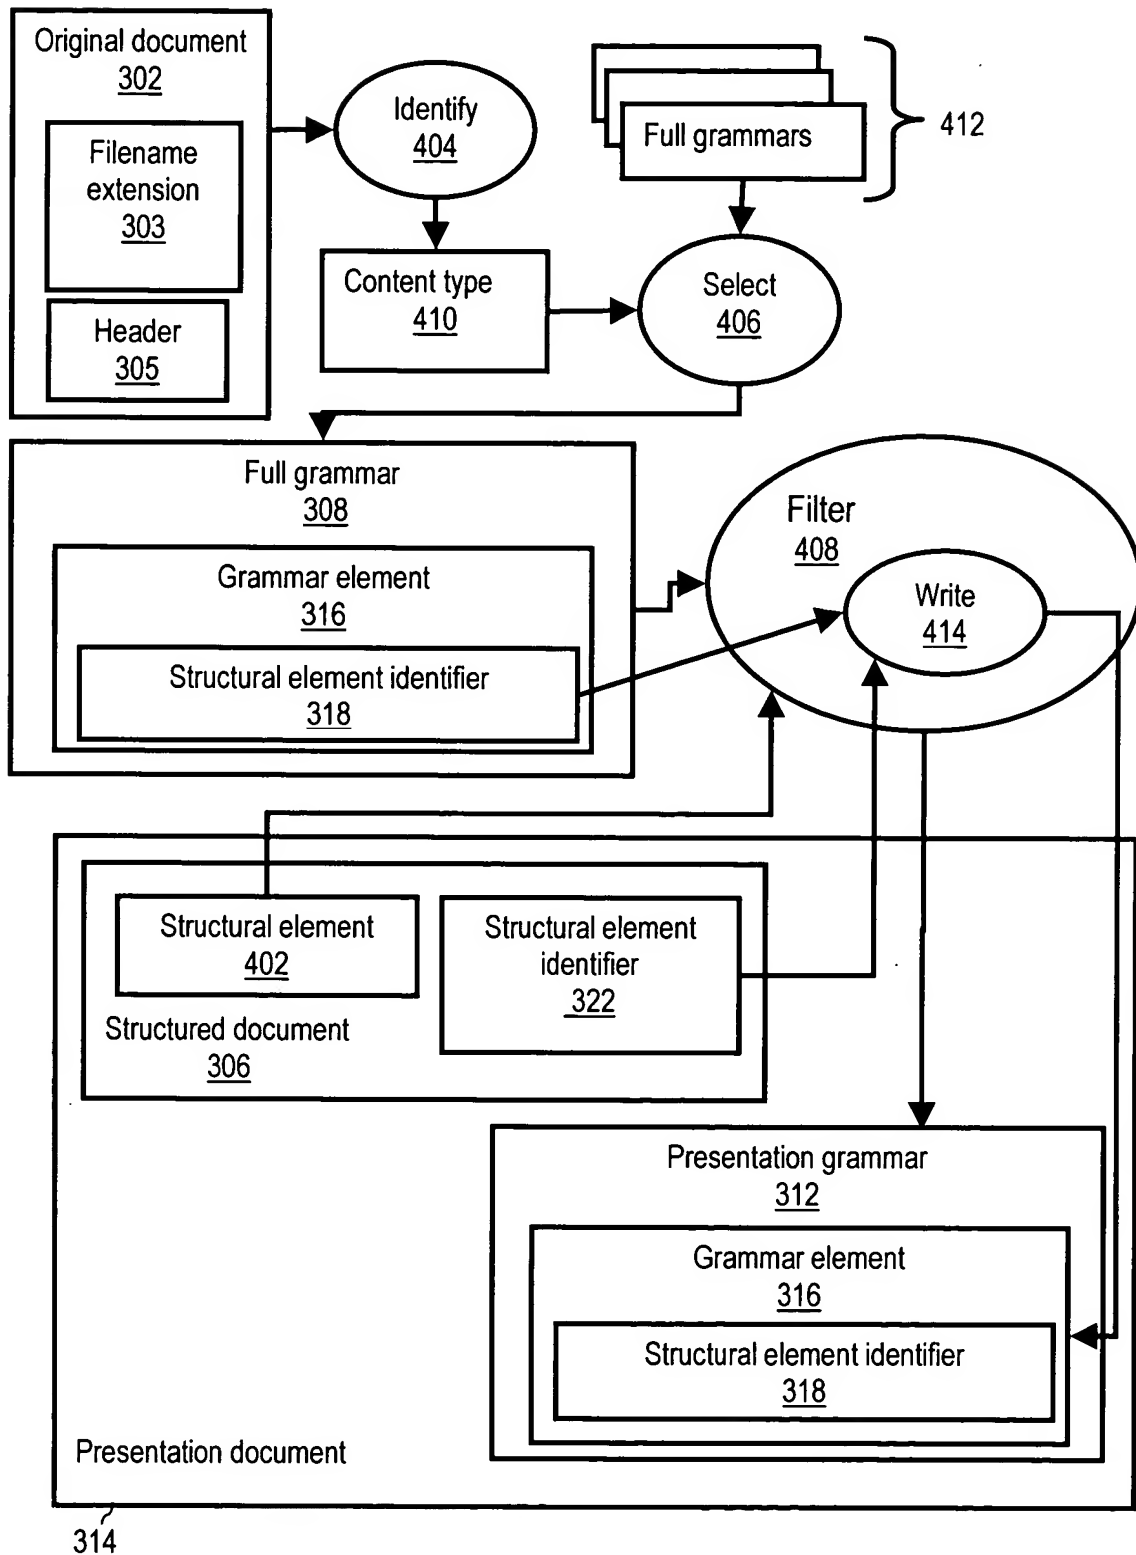 Original document
302
Filename
extension
303
Header
305
Identify
404
Full grammars
412
Content type
410
Select
406
Full grammar
308
Grammar element
316
Structural element identifier
318
Filter
408
Write
414
Structural element
402
Structural element
identifier
322
Structured document
306
Presentation grammar
312
Grammar element
316
Structural element identifier
318
Presentation document
314